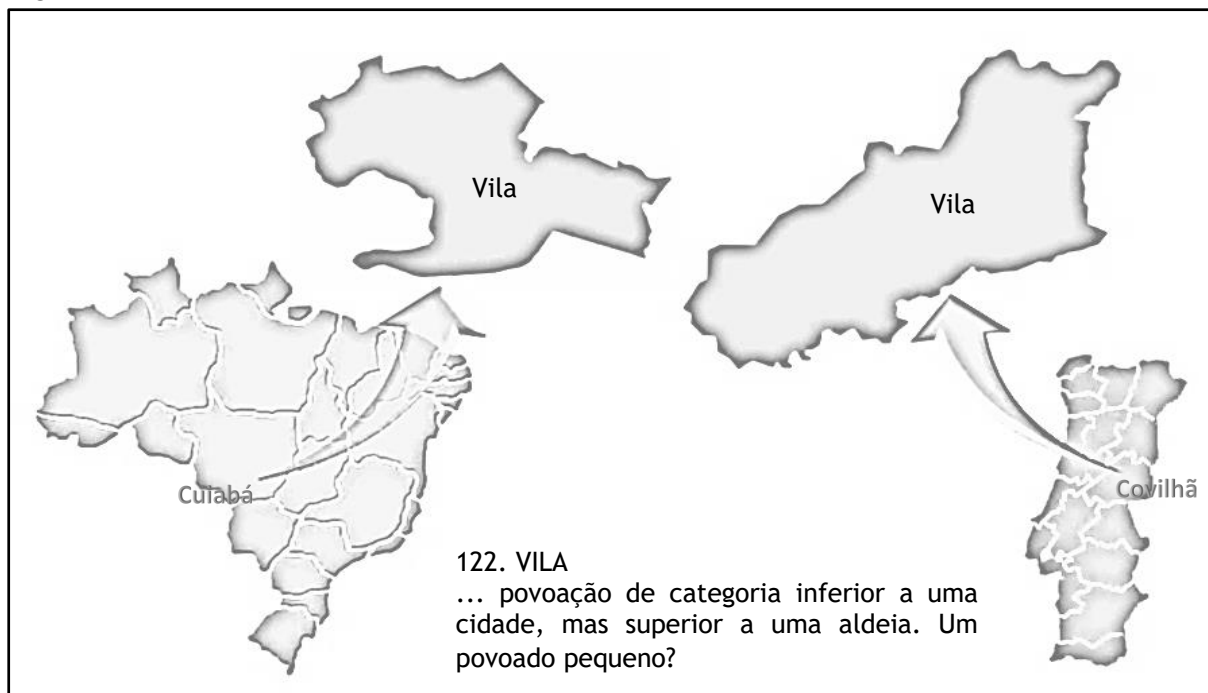 Vila
Vila
Cuiabá
Covilhã
122. VILA
... povoação de categoria inferior a uma
cidade, mas superior a uma aldeia. Um
povoado pequeno?